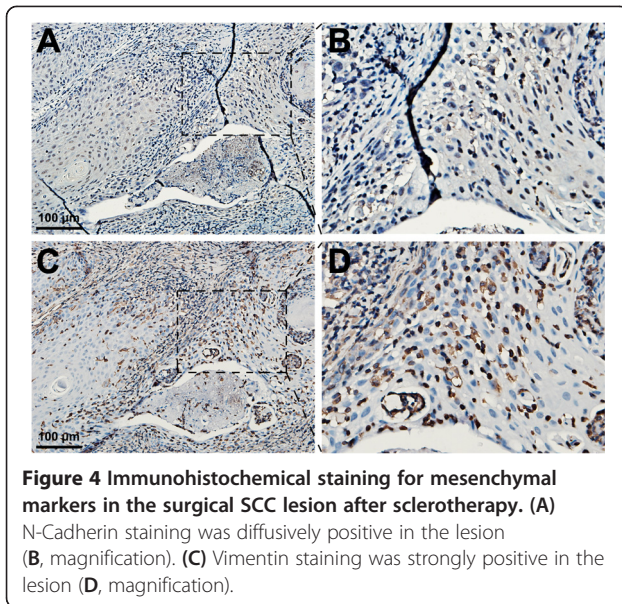 A
B
100 µm
C
D
100 µm
Figure 4 Immunohistochemical staining for mesenchymal
markers in the surgical SCC lesion after sclerotherapy. (A)
N-Cadherin staining was diffusively positive in the lesion
(B, magnification). (C) Vimentin staining was strongly positive in the
lesion (D, magnification).